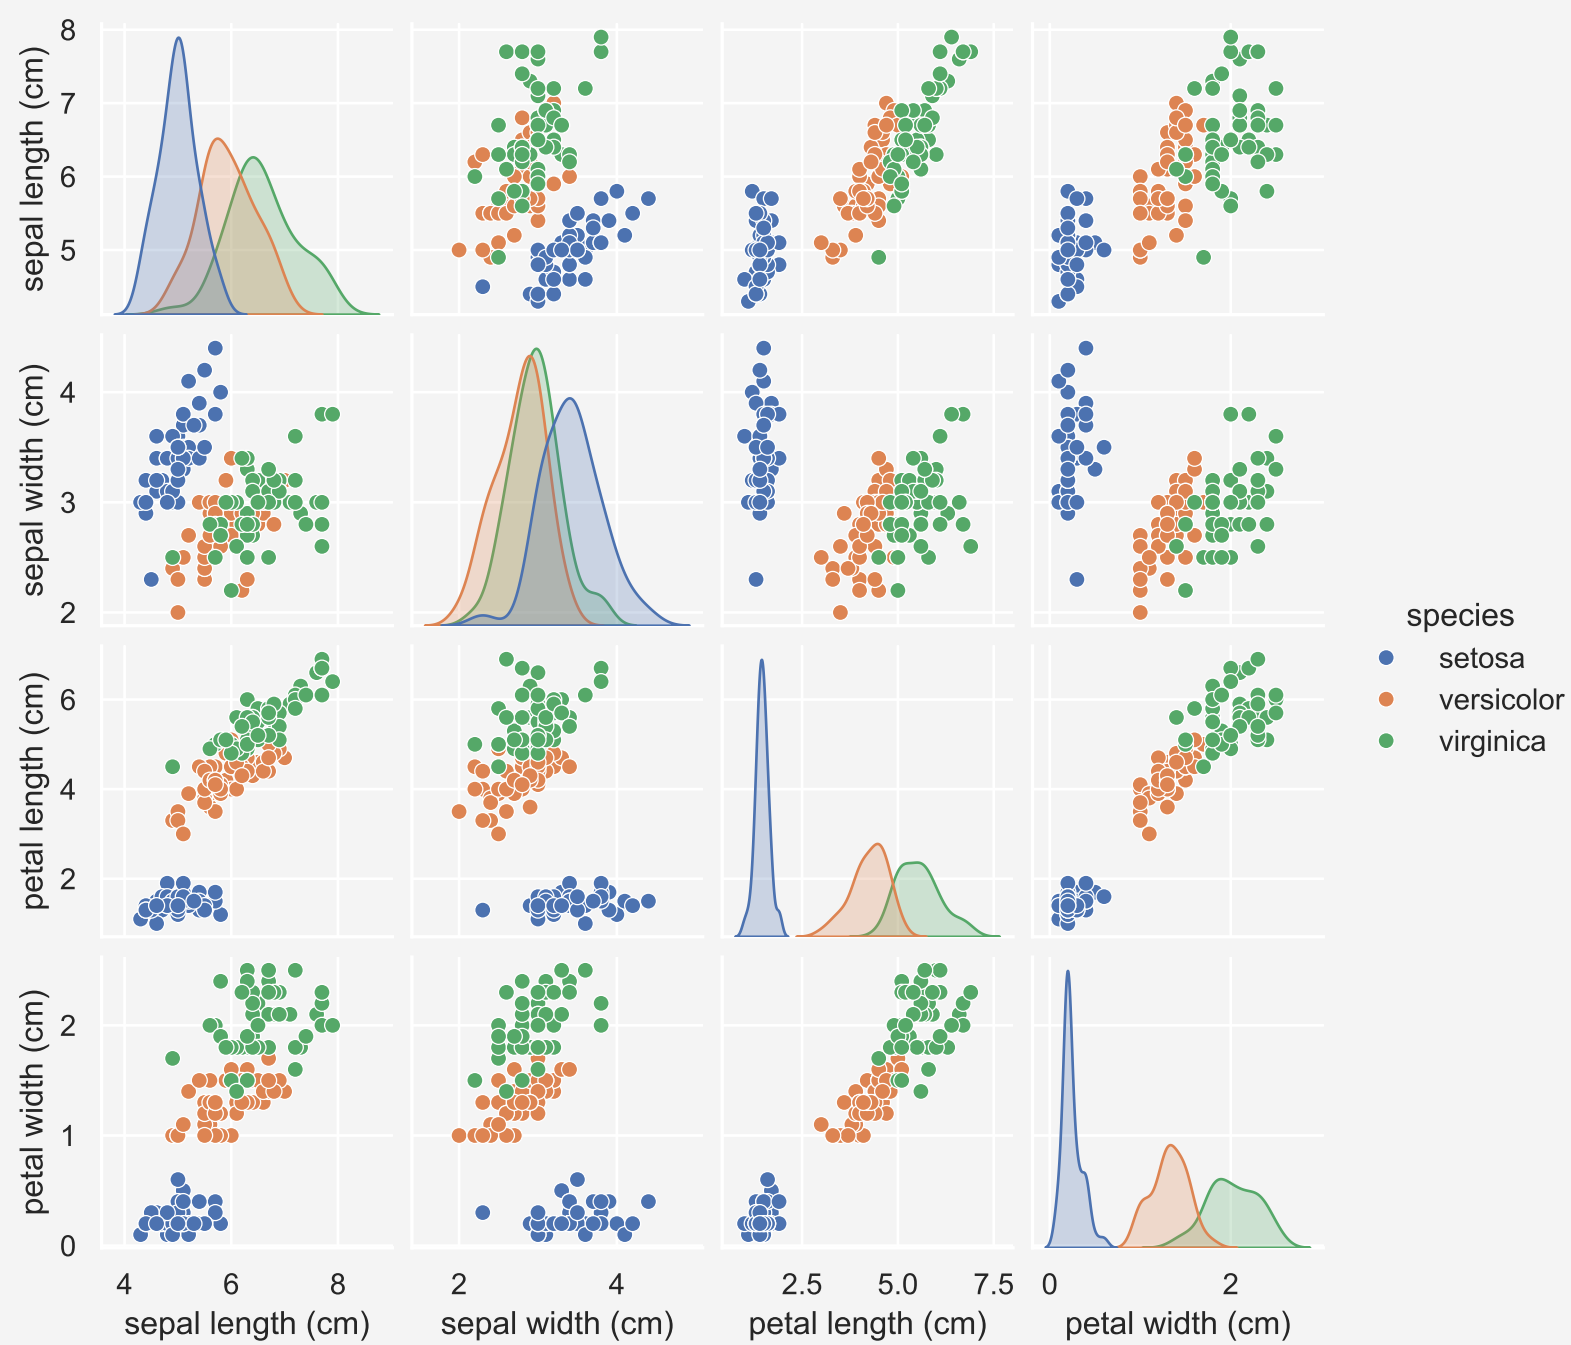 sepal length (cm)
8
7
6
5
sepal width (cm)
4
3
2
petal length (cm)
6
4
2
petal width (cm)
2
1
0
4 6 8
2 4
2.5 5.0 7.5
0 2
sepal length (cm)
sepal width (cm)
petal length (cm)
petal width (cm)
species
setosa
versicolor
virginica